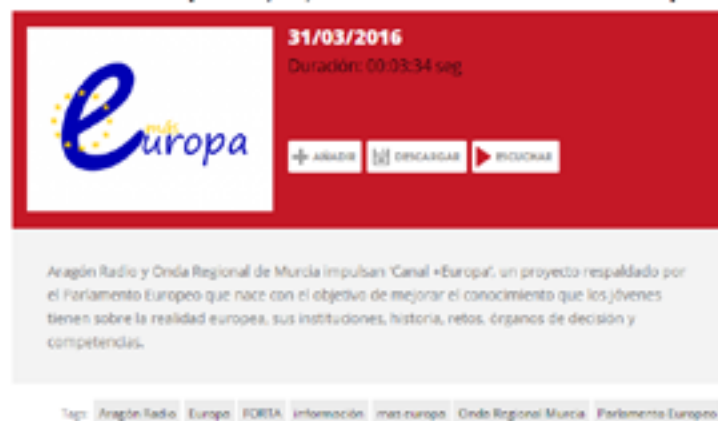 31/03/2016
Duración: 00:03:34 seg
más
europa
AÑADIR
DESCARGAR
ESCUCHAR
Aragón Radio y Onda Regional de Murcia impulsan 'Canal +Europa', un proyecto respaldado por
el Parlamento Europeo que nace con el objetivo de mejorar el conocimiento que los jóvenes
tienen sobre la realidad europea, sus instituciones, historia, retos, órganos de decisión y
competencias.
Tags: Aragón Radio Europa FORTA información mas europa Onda Regional Murcia Parlamento Europeo